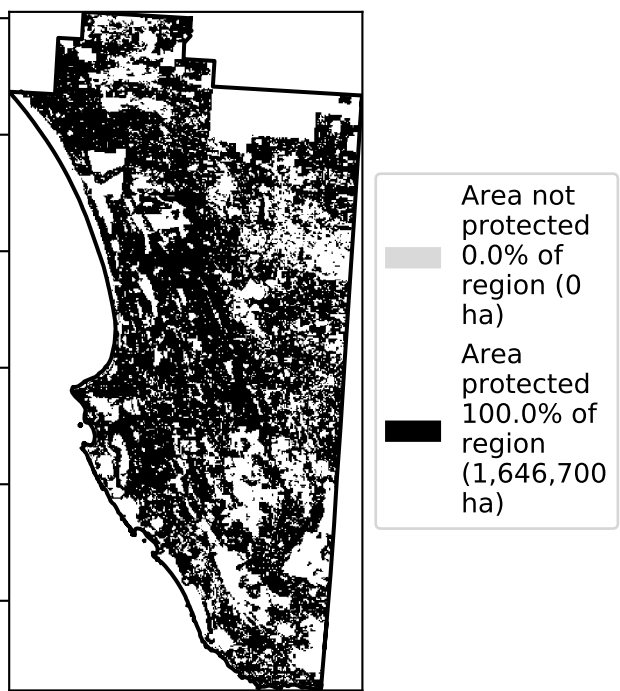 Area not
protected
0.0% of
region (0
ha)
Area
protected
100.0% of
region
(1,646,700
ha)